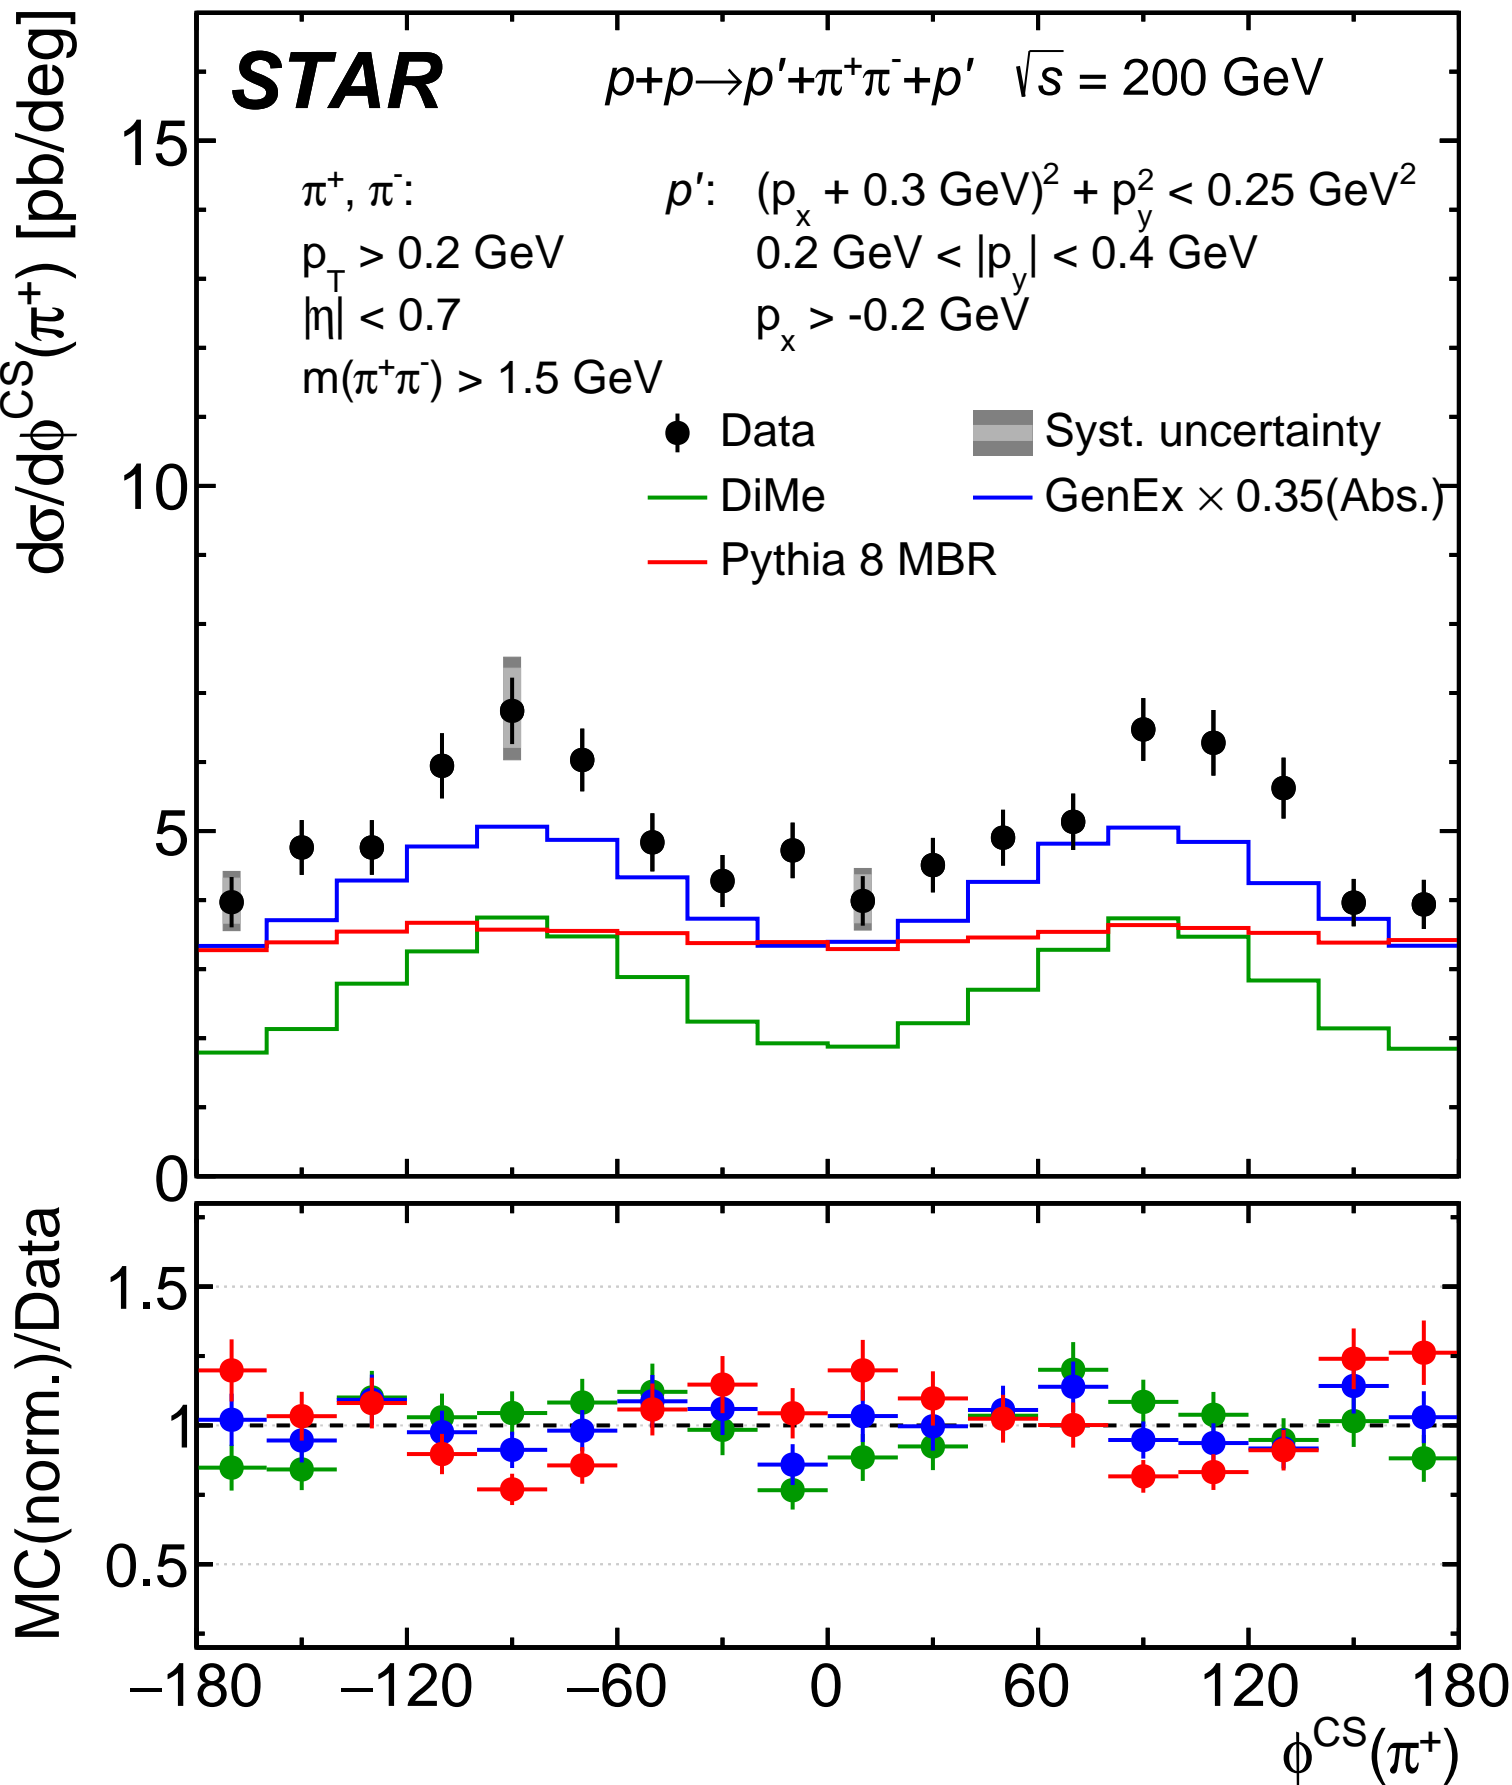 STAR p+p→p′+π⁺π⁻+p′ √s = 200 GeV
π⁺, π⁻: p′: (pₓ + 0.3 GeV)² + p_y² < 0.25 GeV²
p_T > 0.2 GeV 0.2 GeV < |p_y| < 0.4 GeV
|η| < 0.7 pₓ > -0.2 GeV
m(π⁺π⁻) > 1.5 GeV
Data Syst. uncertainty
DiMe GenEx × 0.35(Abs.)
Pythia 8 MBR
dσ/dϕ^CS(π⁺) [pb/deg]
15
10
5
0
MC(norm.)/Data
1.5
1
0.5
−180 −120 −60 0 60 120 180
ϕ^CS(π⁺)